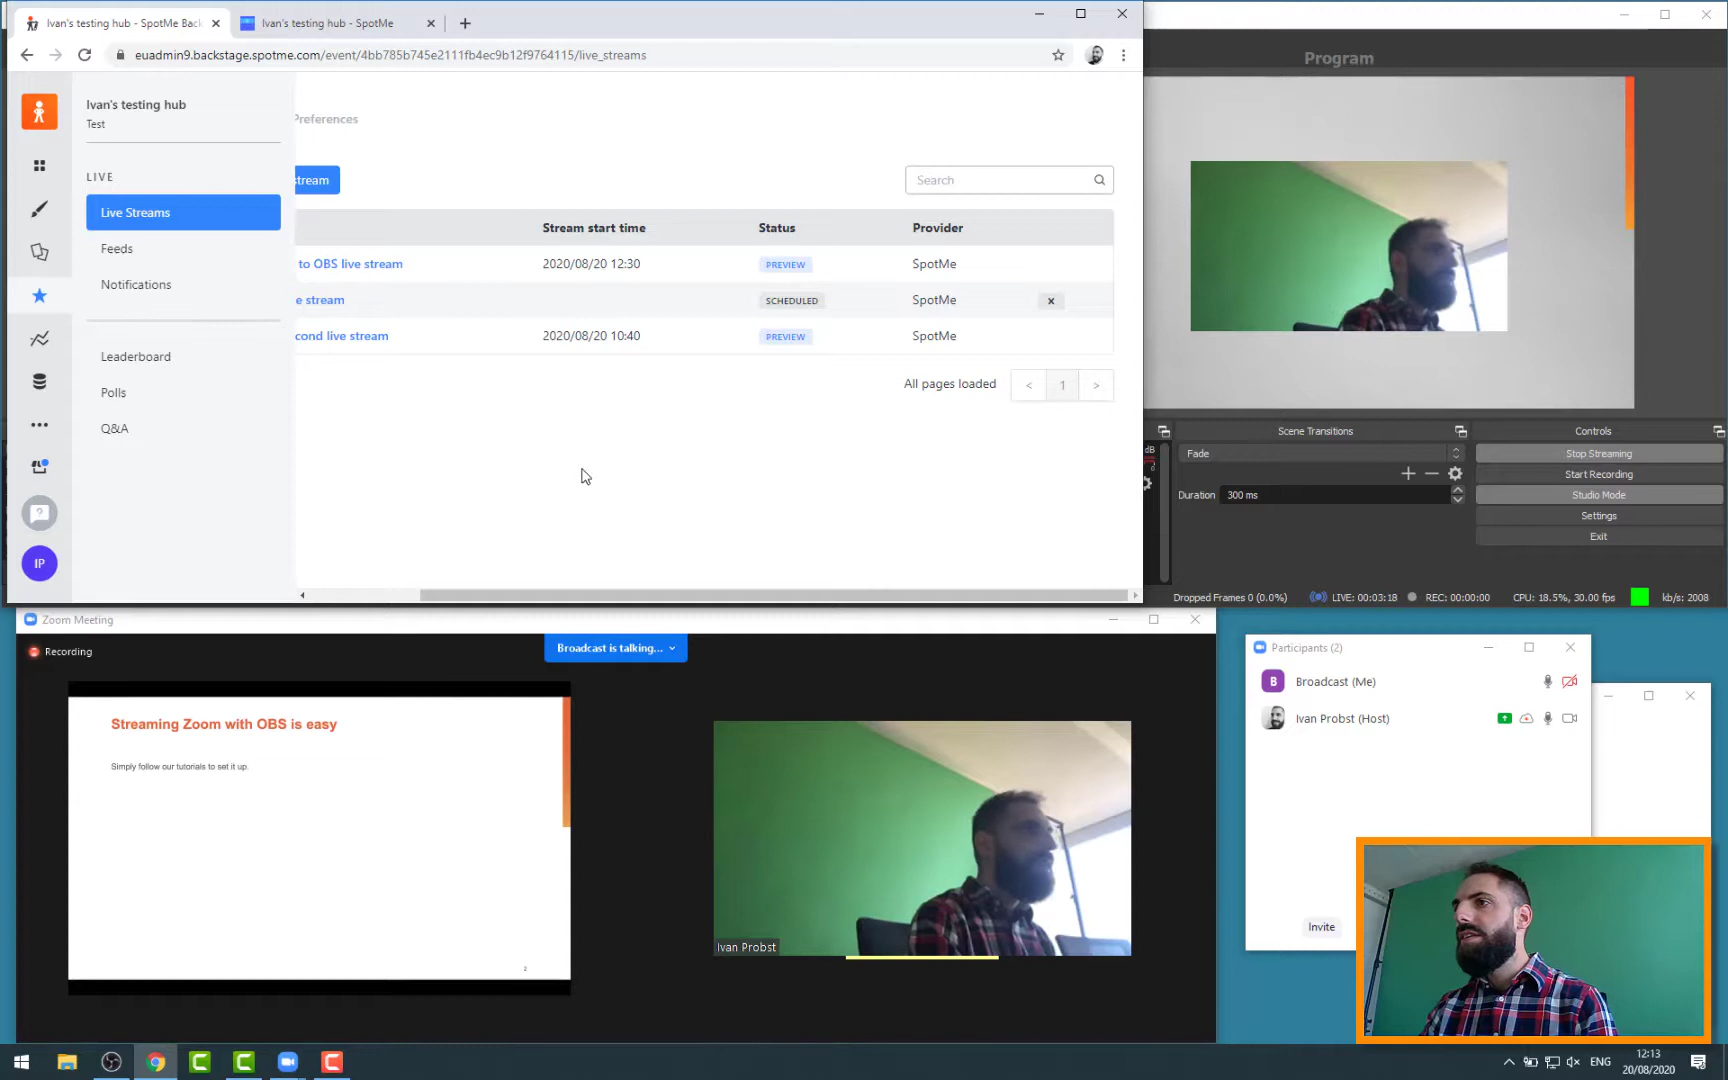 Ivan's testing hub - SpotMe Back
Ivan's testing hub - SpotMe
euadmin9.backstage.spotme.com/event/4bb785b745e2111fb4ec9b12f9764115/live_streams
Ivan's testing hub
Test
LIVE
Live Streams
Feeds
Notifications
Leaderboard
Polls
Q&A
IP
Preferences
stream
Search
Stream start time Status Provider
to OBS live stream 2020/08/20 12:30 PREVIEW SpotMe
e stream SCHEDULED SpotMe
cond live stream 2020/08/20 10:40 PREVIEW SpotMe
All pages loaded < 1 >
Program
dB
Scene Transitions
Fade
Duration 300 ms
Controls
Stop Streaming
Start Recording
Studio Mode
Settings
Exit
Dropped Frames 0 (0.0%) LIVE: 00:03:18 REC: 00:00:00 CPU: 18.5%, 30.00 fps kb/s: 2008
Zoom Meeting
Recording
Broadcast is talking...
Streaming Zoom with OBS is easy
Simply follow our tutorials to set it up.
Ivan Probst
Participants (2)
B Broadcast (Me)
Ivan Probst (Host)
Invite
ENG
12:13
20/08/2020